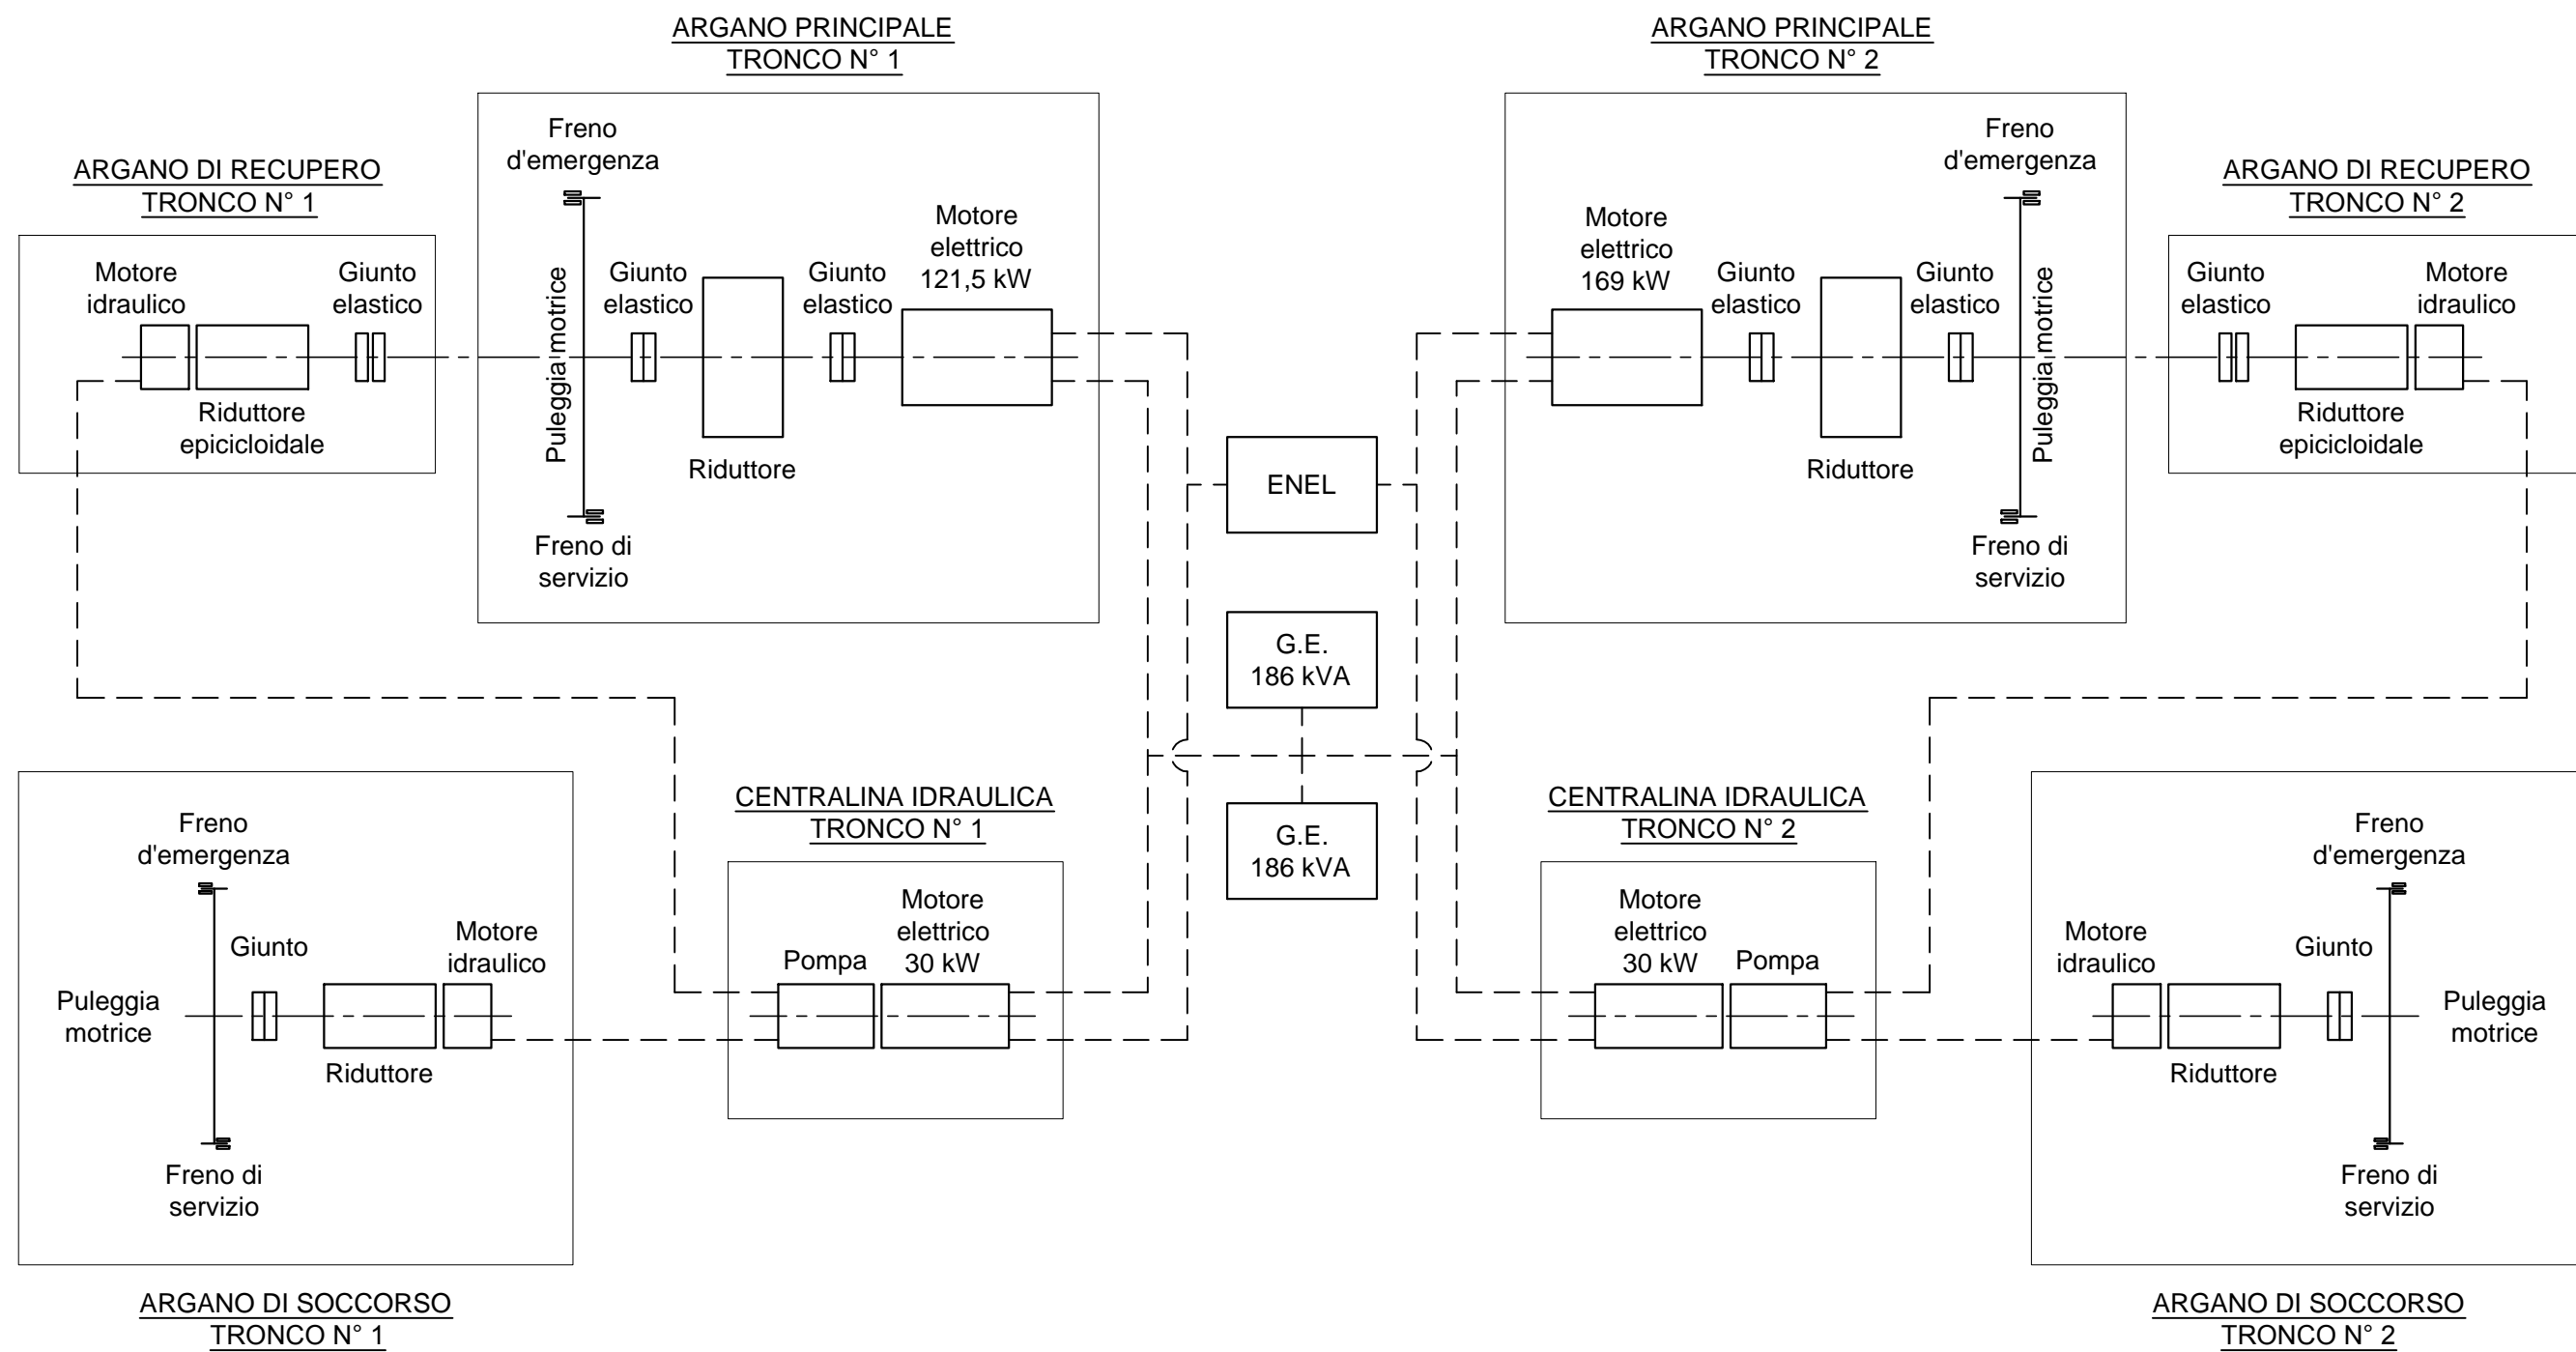 ARGANO PRINCIPALE
TRONCO N° 1
ARGANO PRINCIPALE
TRONCO N° 2
ARGANO DI RECUPERO
TRONCO N° 1
Motore
idraulico
Giunto
elastico
Riduttore
epicicloidale
Freno
d'emergenza
Puleggia motrice
Giunto
elastico
Riduttore
Giunto
elastico
Motore
elettrico
121,5 kW
Freno di
servizio
Motore
elettrico
169 kW
Giunto
elastico
Riduttore
Giunto
elastico
Freno
d'emergenza
Puleggia motrice
Freno di
servizio
ARGANO DI RECUPERO
TRONCO N° 2
Giunto
elastico
Motore
idraulico
Riduttore
epicicloidale
ENEL
G.E.
186 kVA
G.E.
186 kVA
Freno
d'emergenza
Giunto
Motore
idraulico
Puleggia
motrice
Riduttore
Freno di
servizio
ARGANO DI SOCCORSO
TRONCO N° 1
CENTRALINA IDRAULICA
TRONCO N° 1
Pompa
Motore
elettrico
30 kW
CENTRALINA IDRAULICA
TRONCO N° 2
Motore
elettrico
30 kW
Pompa
Freno
d'emergenza
Motore
idraulico
Giunto
Puleggia
motrice
Riduttore
Freno di
servizio
ARGANO DI SOCCORSO
TRONCO N° 2